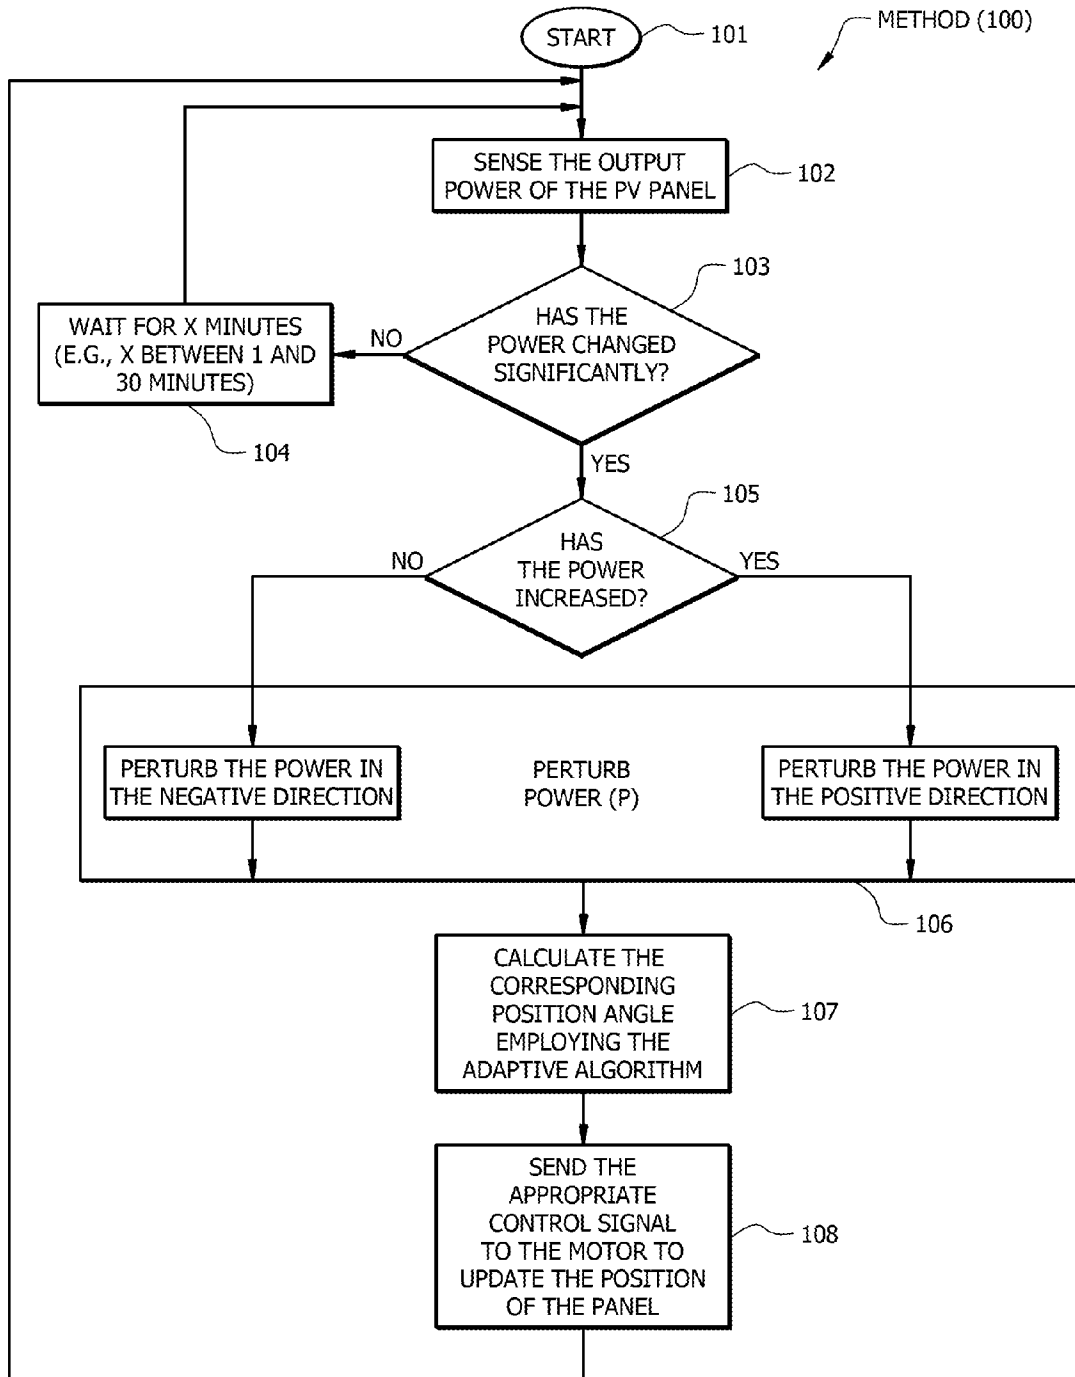 METHOD (100)
START
101
SENSE THE OUTPUT
POWER OF THE PV PANEL
102
103
HAS THE
POWER CHANGED
SIGNIFICANTLY?
NO
WAIT FOR X MINUTES
(E.G., X BETWEEN 1 AND
30 MINUTES)
104
YES
105
HAS
THE POWER
INCREASED?
NO
YES
PERTURB THE POWER IN
THE NEGATIVE DIRECTION
PERTURB
POWER (P)
PERTURB THE POWER IN
THE POSITIVE DIRECTION
106
CALCULATE THE
CORRESPONDING
POSITION ANGLE
EMPLOYING THE
ADAPTIVE ALGORITHM
107
SEND THE
APPROPRIATE
CONTROL SIGNAL
TO THE MOTOR TO
UPDATE THE POSITION
OF THE PANEL
108